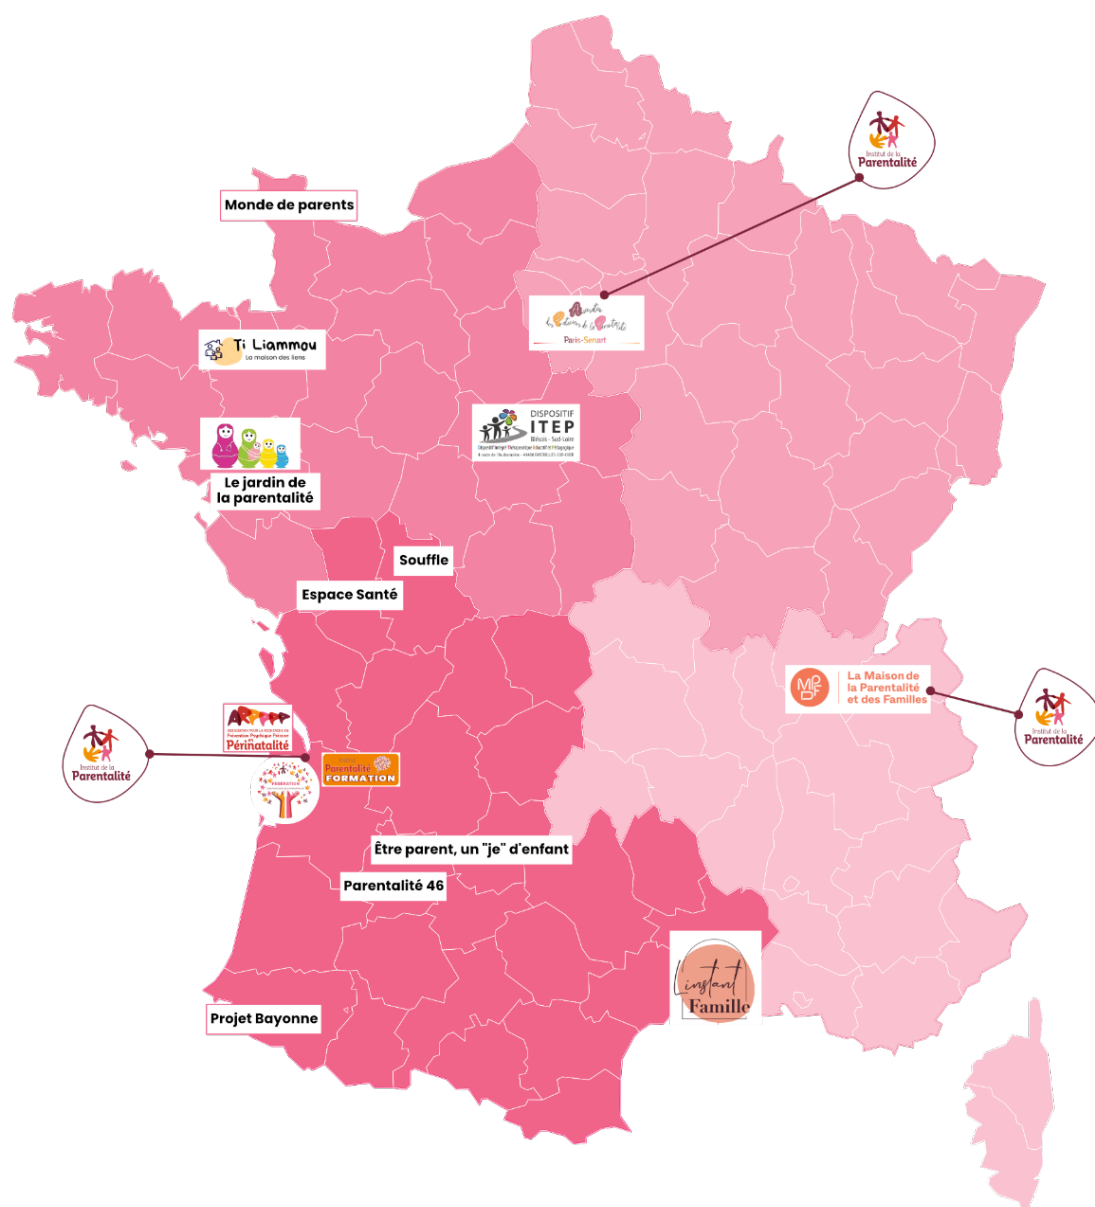 Institut de la
Parentalité
Monde de parents
Paris-Senart
Ti Liammou
La maison des liens
DISPOSITIF
ITEP
Le jardin de
la parentalité
Souffle
Espace Santé
La Maison de
la Parentalité
et des Familles
MPDF
Institut de la
Parentalité
Périnatalité
Institut de la
Parentalité
Parentalité
FORMATION
FÉDÉRATION
Être parent, un "je" d'enfant
Parentalité 46
L'instant
Famille
Projet Bayonne